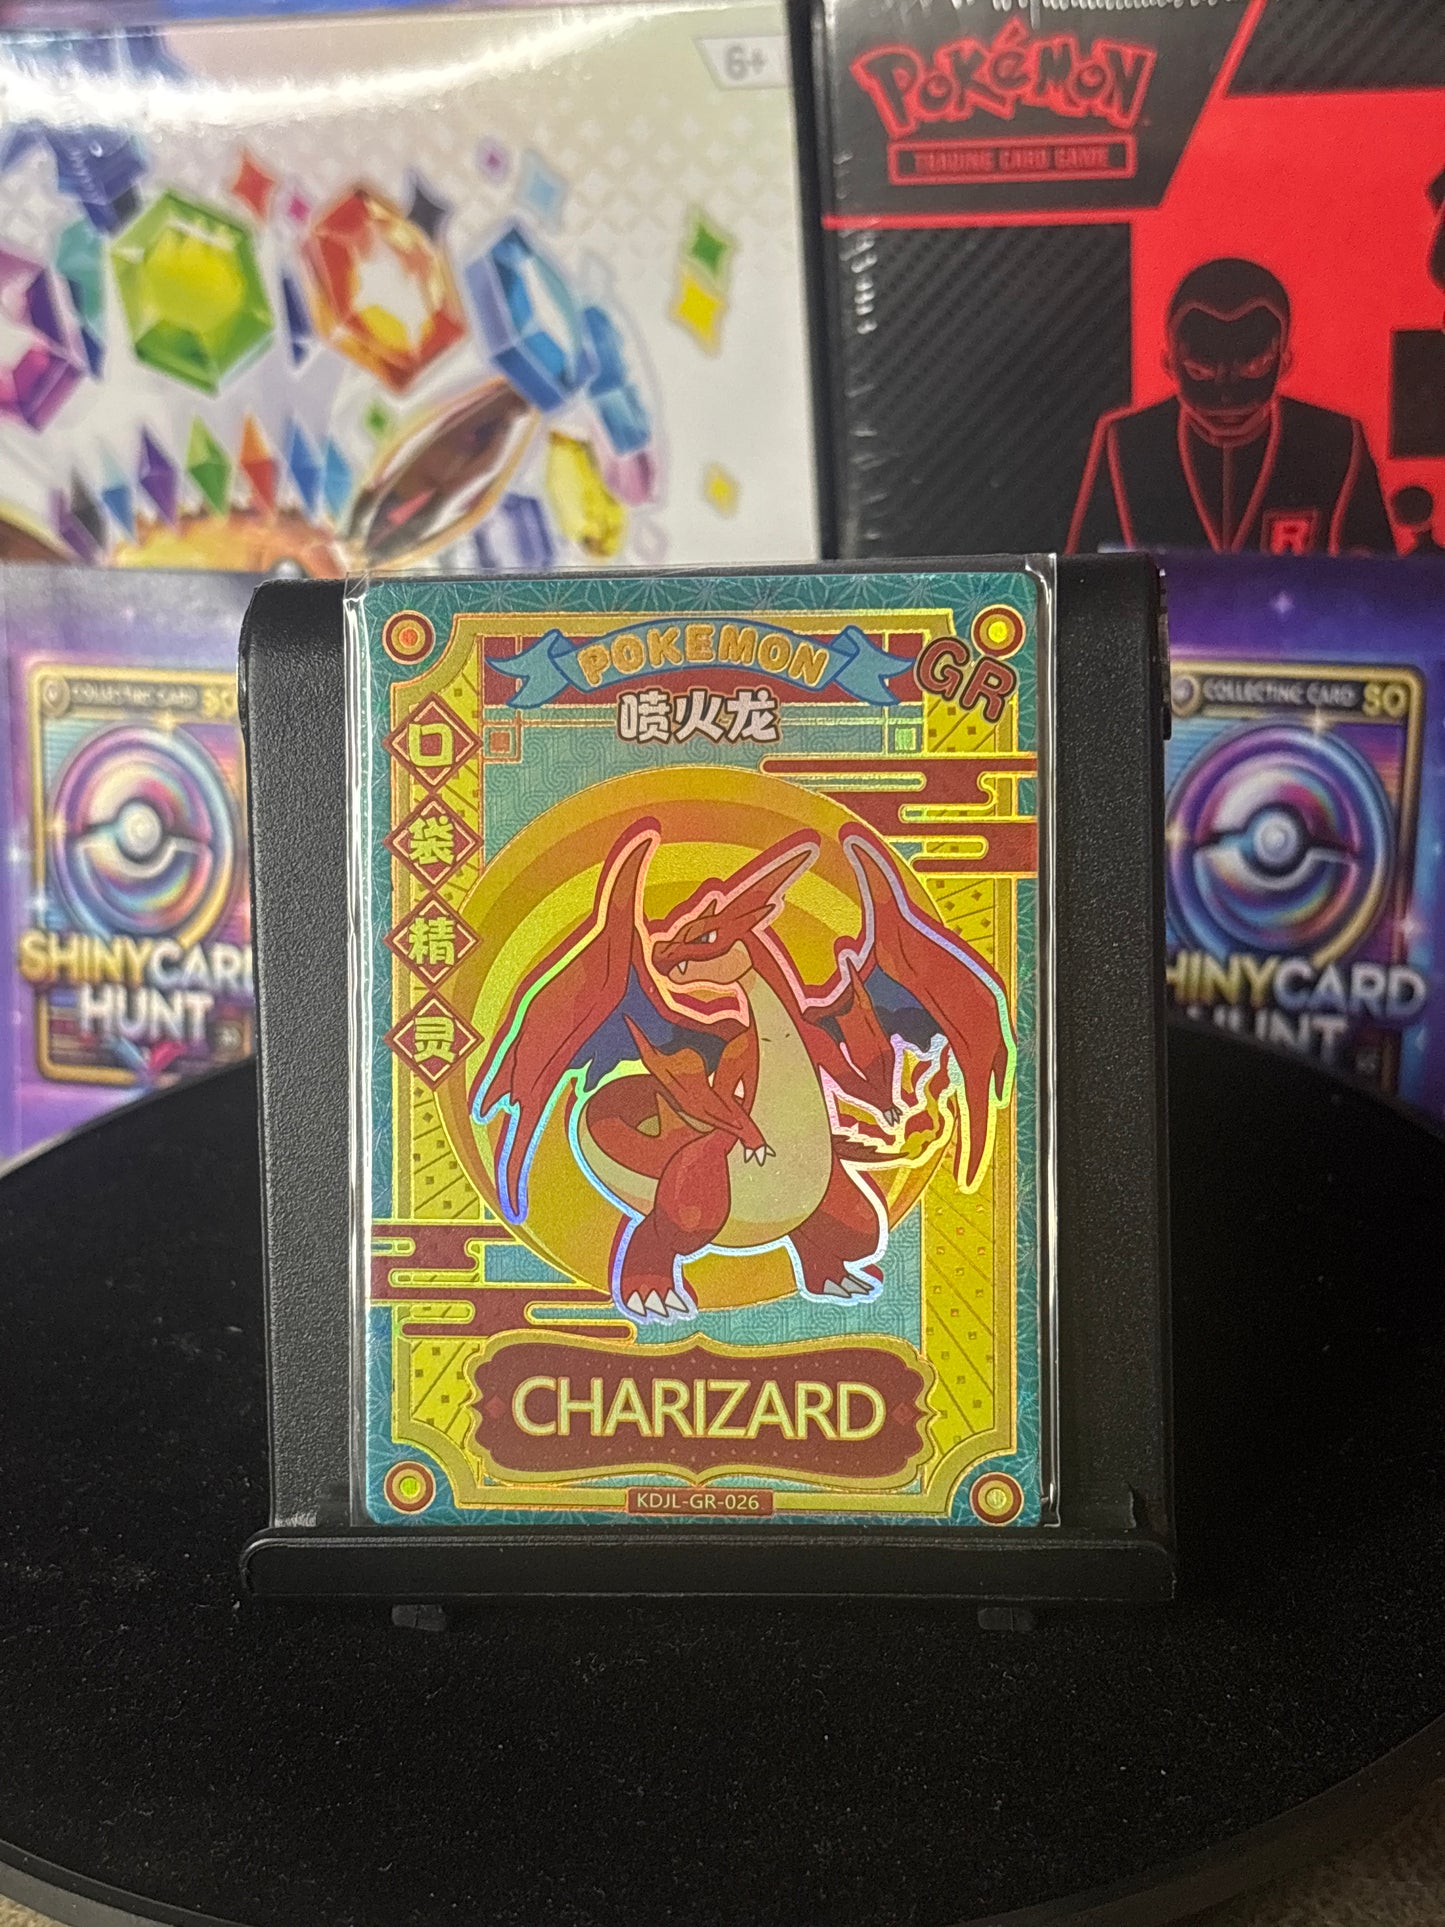 6+
POKéMON
TRADING CARD GAME
R
COLLECTING CARD
SHINYCARD
HUNT
COLLECTING CARD SO
HINYCARD
HUNT
POKEMON
GR
喷火龙
口
袋
精
灵
CHARIZARD
KDJL-GR-026